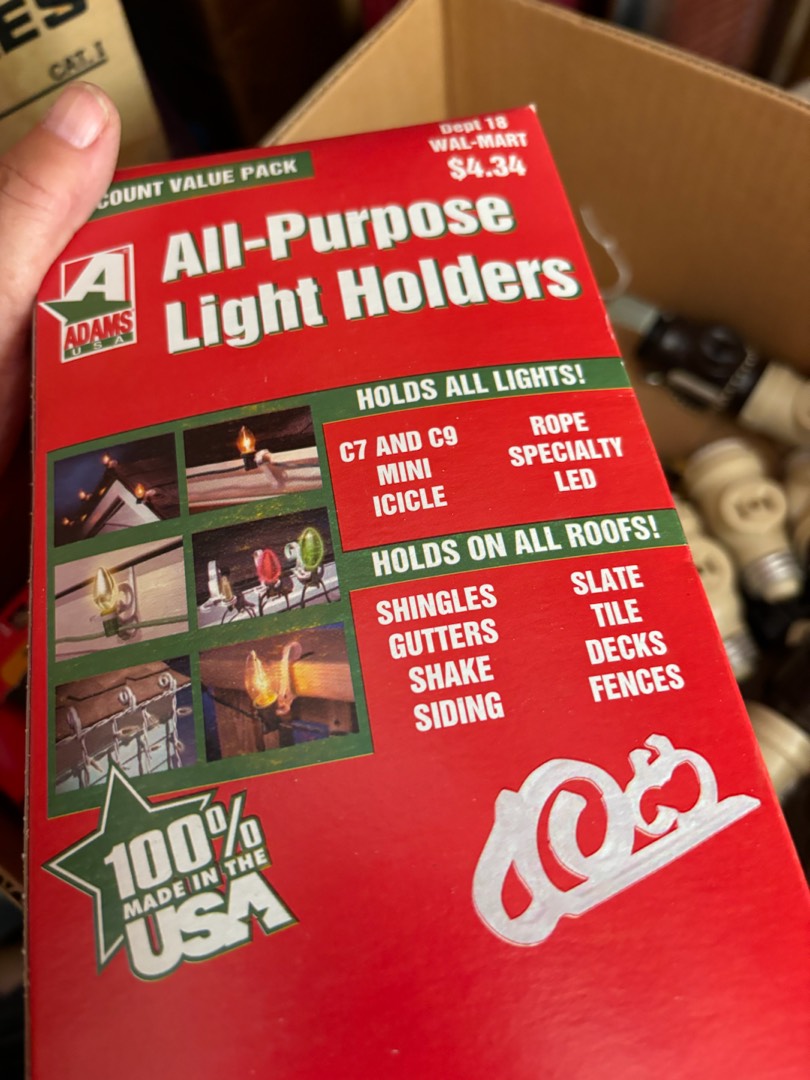 ES
CAT. I
Dept 18
WAL-MART
$4.34
COUNT VALUE PACK
All-Purpose
Light Holders
A
ADAMS
USA
HOLDS ALL LIGHTS!
C7 AND C9
MINI
ICICLE
ROPE
SPECIALTY
LED
HOLDS ON ALL ROOFS!
SHINGLES
GUTTERS
SHAKE
SIDING
SLATE
TILE
DECKS
FENCES
100%
MADE IN THE
USA